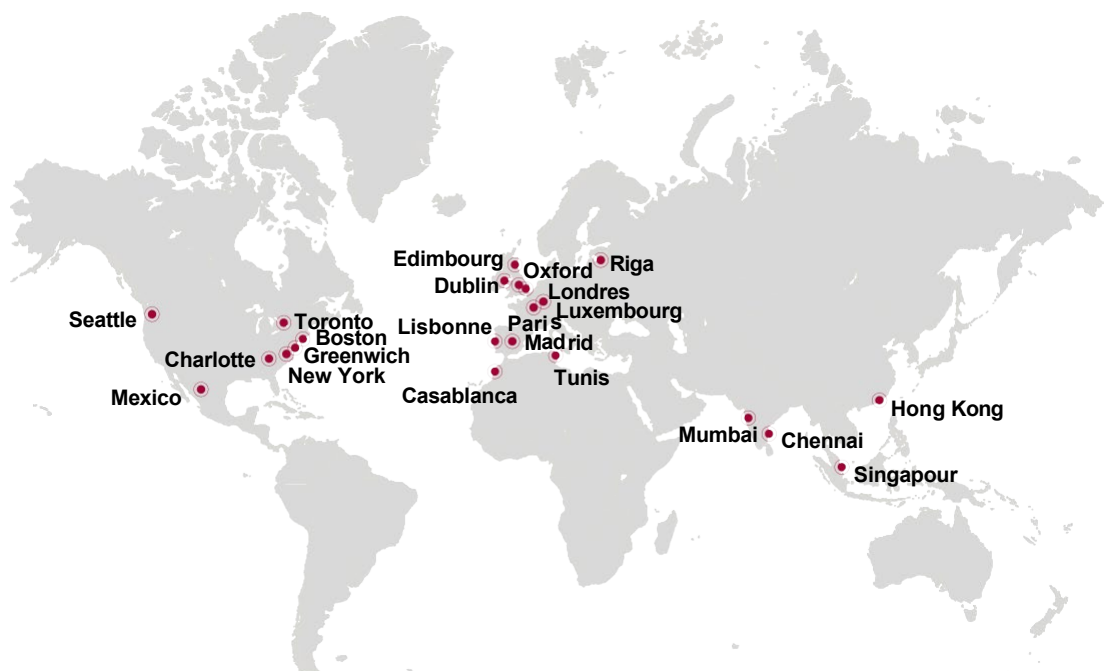 Edimbourg
Oxford
Riga
Dublin
Londres
Luxembourg
Seattle
Toronto
Lisbonne
Paris
Boston
Madrid
Charlotte
Greenwich
New York
Tunis
Mexico
Casablanca
Hong Kong
Mumbai
Chennai
Singapour